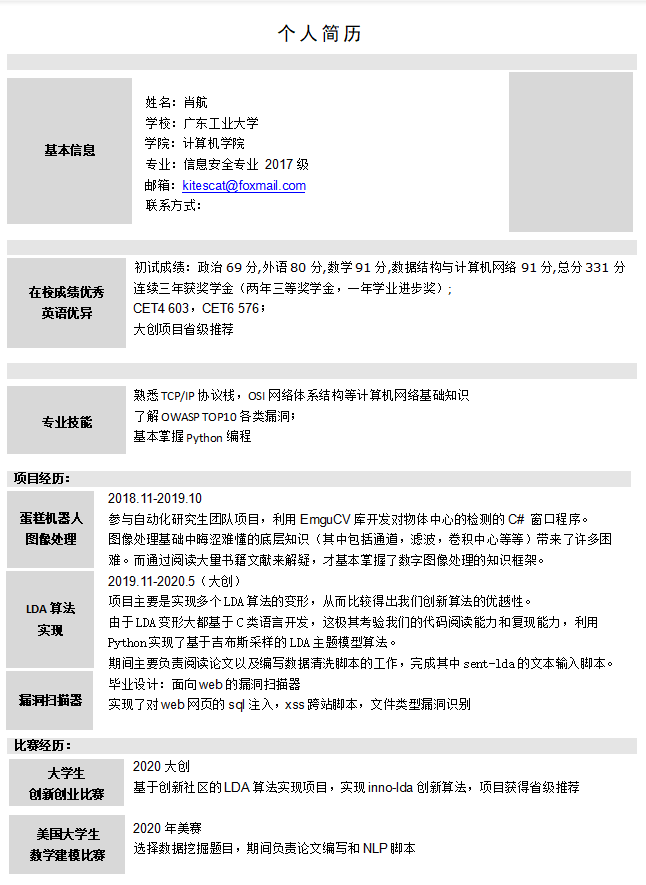 个人简历
基本信息
姓名：肖航
学校：广东工业大学
学院：计算机学院
专业：信息安全专业 2017 级
邮箱：kitescat@foxmail.com
联系方式：
在校成绩优秀
英语优异
初试成绩：政治 69 分,外语 80 分,数学 91 分,数据结构与计算机网络 91 分,总分 331 分
连续三年获奖学金（两年三等奖学金，一年学业进步奖）；
CET4 603，CET6 576；
大创项目省级推荐
专业技能
熟悉 TCP/IP 协议栈，OSI 网络体系结构等计算机网络基础知识
了解 OWASP TOP10 各类漏洞；
基本掌握 Python 编程
项目经历：
蛋糕机器人
图像处理
2018.11-2019.10
参与自动化研究生团队项目，利用 EmguCV 库开发对物体中心的检测的 C# 窗口程序。
图像处理基础中晦涩难懂的底层知识（其中包括通道，滤波，卷积中心等等）带来了许多困
难。而通过阅读大量书籍文献来解疑，才基本掌握了数字图像处理的知识框架。
LDA 算法
实现
2019.11-2020.5（大创）
项目主要是实现多个 LDA 算法的变形，从而比较得出我们创新算法的优越性。
由于 LDA 变形大都基于 C 类语言开发，这极其考验我们的代码阅读能力和复现能力，利用
Python 实现了基于吉布斯采样的 LDA 主题模型算法。
期间主要负责阅读论文以及编写数据清洗脚本的工作，完成其中 sent-lda 的文本输入脚本。
漏洞扫描器
毕业设计：面向 web 的漏洞扫描器
实现了对 web 网页的 sql 注入，xss 跨站脚本，文件类型漏洞识别
比赛经历：
大学生
创新创业比赛
2020 大创
基于创新社区的 LDA 算法实现项目，实现 inno-lda 创新算法，项目获得省级推荐
美国大学生
数学建模比赛
2020 年美赛
选择数据挖掘题目，期间负责论文编写和 NLP 脚本